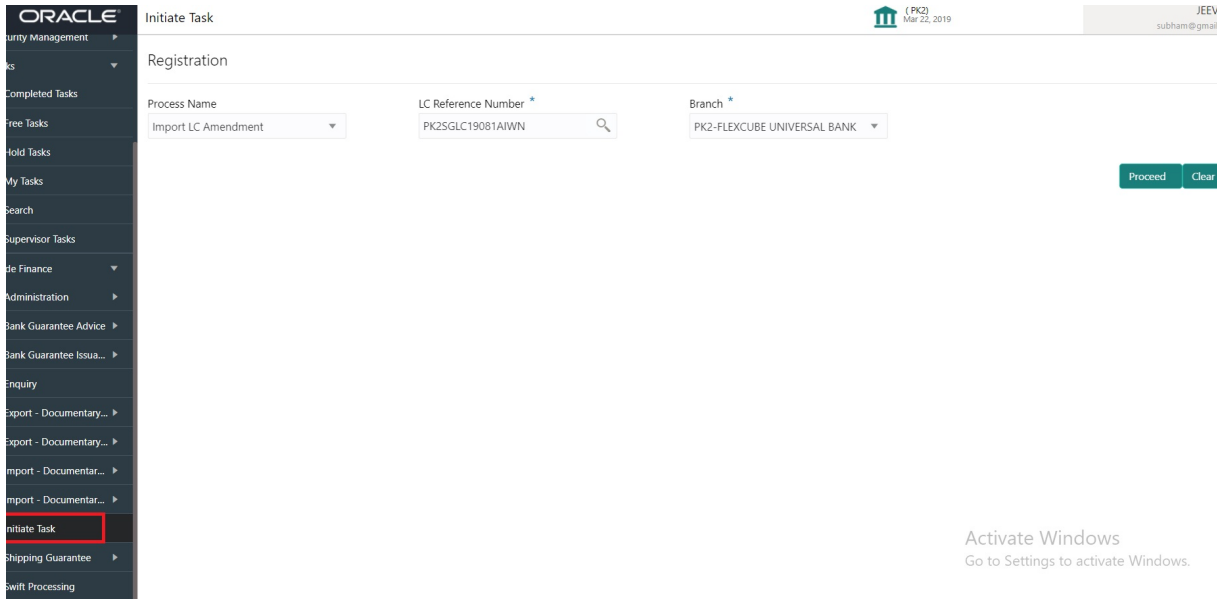 ORACLE
Initiate Task
( PK2)
Mar 22, 2019
JEEV
subham@gmail
curity Management
ks
Completed Tasks
Free Tasks
Hold Tasks
My Tasks
Search
Supervisor Tasks
de Finance
Administration
Bank Guarantee Advice
Bank Guarantee Issua...
Enquiry
Export - Documentary...
Export - Documentary...
mport - Documentar...
mport - Documentar...
nitiate Task
Shipping Guarantee
Swift Processing
Registration
Process Name
LC Reference Number *
Branch *
Import LC Amendment
PK2SGLC19081AIWN
PK2-FLEXCUBE UNIVERSAL BANK
Proceed
Clear
Activate Windows
Go to Settings to activate Windows.